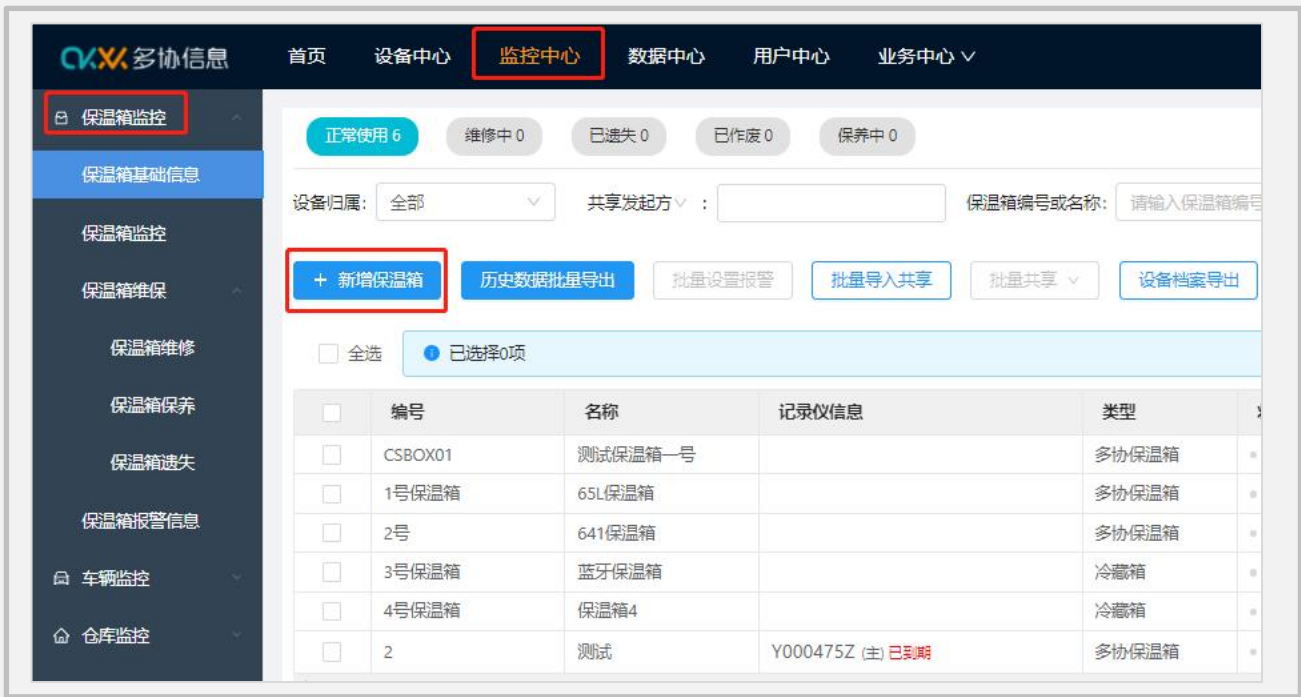 多协信息 首页 设备中心 监控中心 数据中心 用户中心 业务中心
保温箱监控
保温箱基础信息
保温箱监控
保温箱维保
保温箱维修
保温箱保养
保温箱遗失
保温箱报警信息
车辆监控
仓库监控
正常使用 6 维修中 0 已遗失 0 已作废 0 保养中 0
设备归属: 全部 共享发起方 : 保温箱编号或名称: 请输入保温箱编号
+ 新增保温箱 历史数据批量导出 批量设置报警 批量导入共享 批量共享 设备档案导出
全选 已选择0项
编号 名称 记录仪信息 类型
CSBOX01 测试保温箱一号 多协保温箱
1号保温箱 65L保温箱 多协保温箱
2号 641保温箱 多协保温箱
3号保温箱 蓝牙保温箱 冷藏箱
4号保温箱 保温箱4 冷藏箱
2 测试 Y000475Z (主) 已到期 多协保温箱